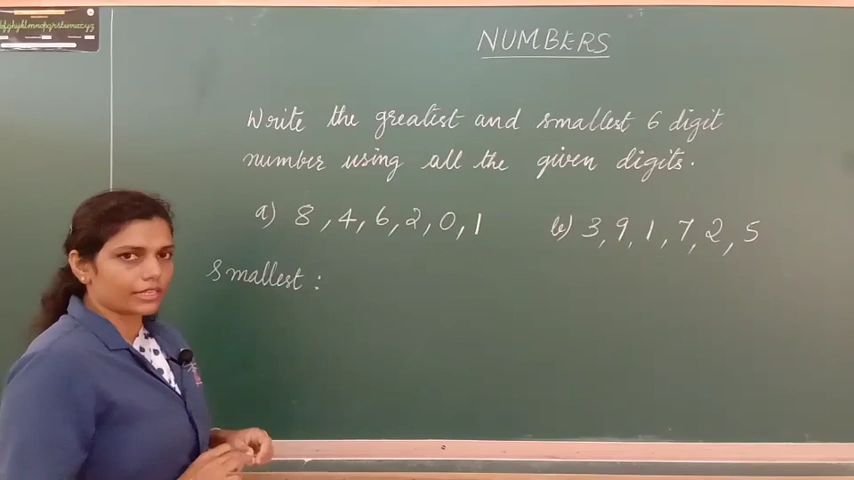 NUMBERS
Write the greatest and smallest 6 digit
number using all the given digits.
a) 8, 4, 6, 2, 0, 1 b) 3, 9, 1, 7, 2, 5
Smallest :